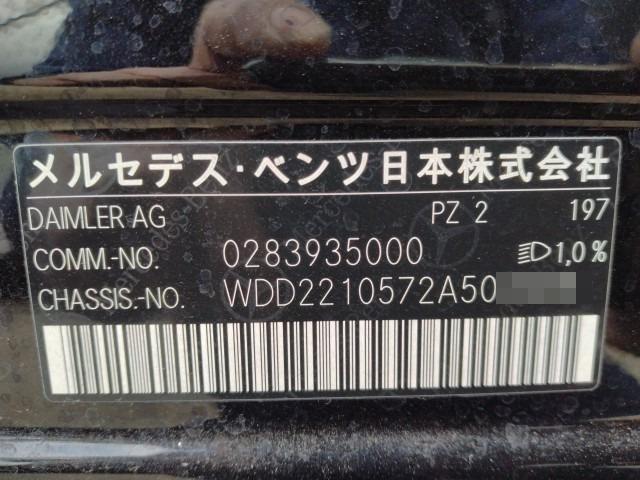 メルセデス・ベンツ日本株式会社
DAIMLER AG PZ 2 197
COMM.-NO. 0283935000 1,0%
CHASSIS.-NO. WDD2210572A50